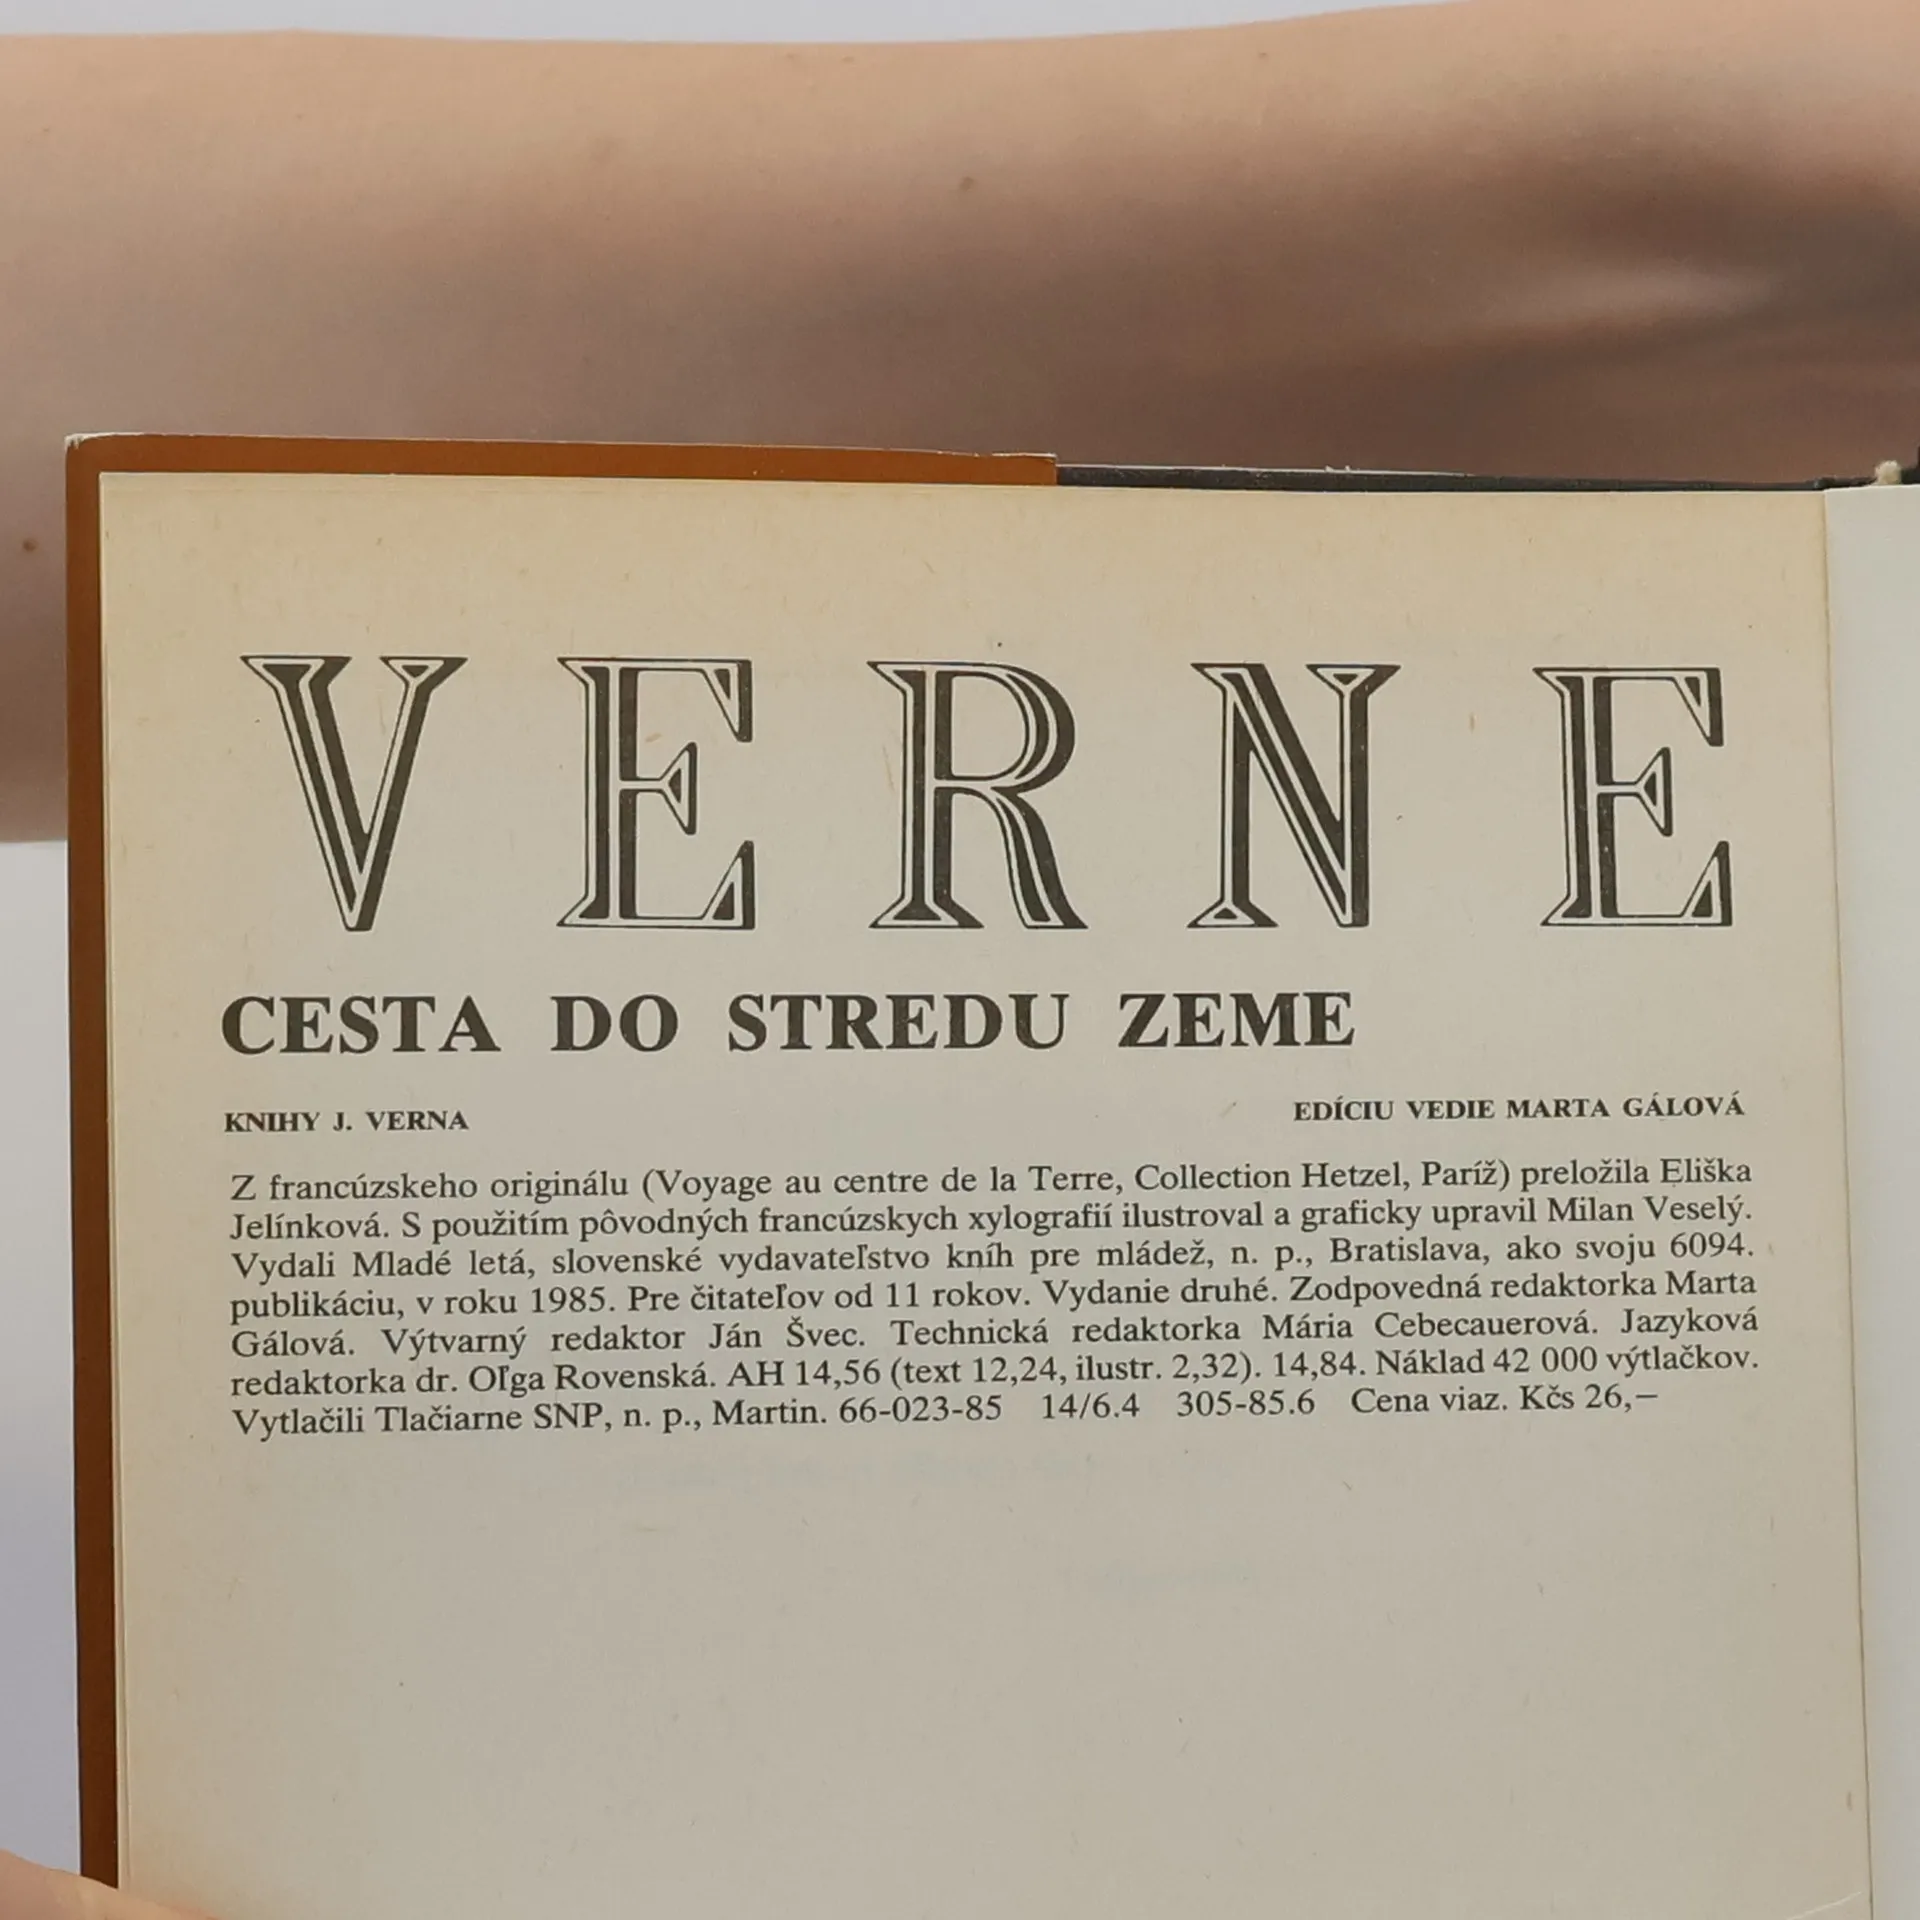 VERNE
CESTA DO STREDU ZEME
KNIHY J. VERNA
EDÍCIU VEDIE MARTA GÁLOVÁ
Z francúzskeho originálu (Voyage au centre de la Terre, Collection Hetzel, Paríž) preložila Eliška
Jelínková. S použitím pôvodných francúzskych xylografií ilustroval a graficky upravil Milan Veselý.
Vydali Mladé letá, slovenské vydavateľstvo kníh pre mládež, n. p., Bratislava, ako svoju 6094.
publikáciu, v roku 1985. Pre čitateľov od 11 rokov. Vydanie druhé. Zodpovedná redaktorka Marta
Gálová. Výtvarný redaktor Ján Švec. Technická redaktorka Mária Cebecauerová. Jazyková
redaktorka dr. Oľga Rovenská. AH 14,56 (text 12,24, ilustr. 2,32). 14,84. Náklad 42 000 výtlačkov.
Vytlačili Tlačiarne SNP, n. p., Martin. 66-023-85 14/6.4 305-85.6 Cena viaz. Kčs 26,—